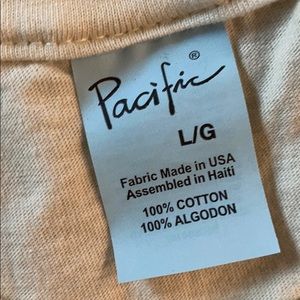 Pacific®
L/G
Fabric Made in USA
Assembled in Haiti
100% COTTON
100% ALGODON